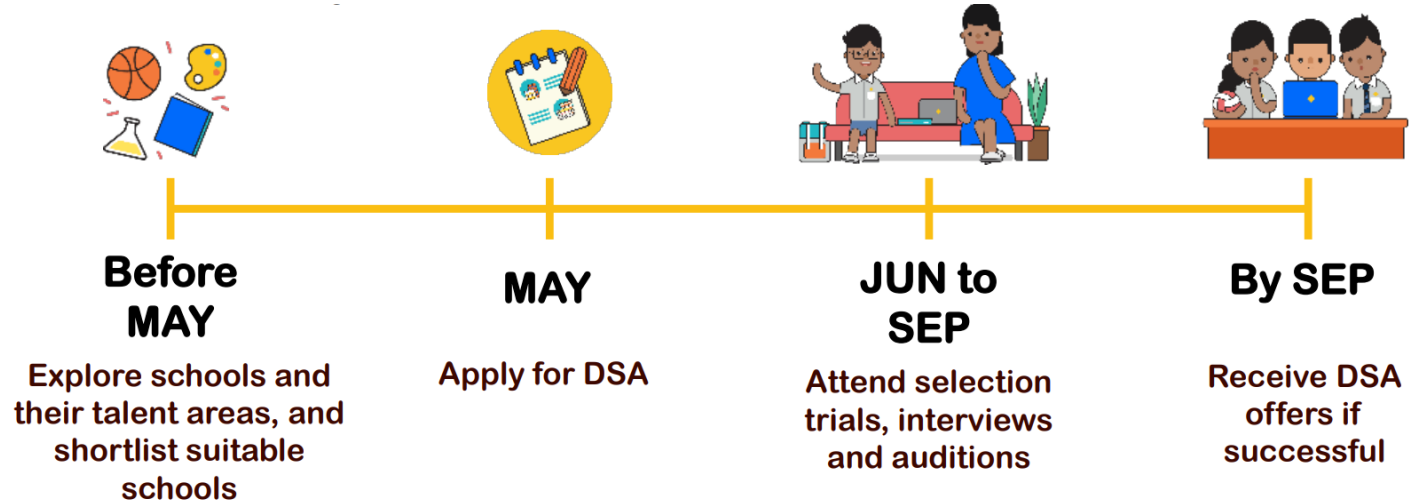 Before
MAY
Explore schools and
their talent areas, and
shortlist suitable
schools
MAY
Apply for DSA
JUN to
SEP
Attend selection
trials, interviews
and auditions
By SEP
Receive DSA
offers if
successful